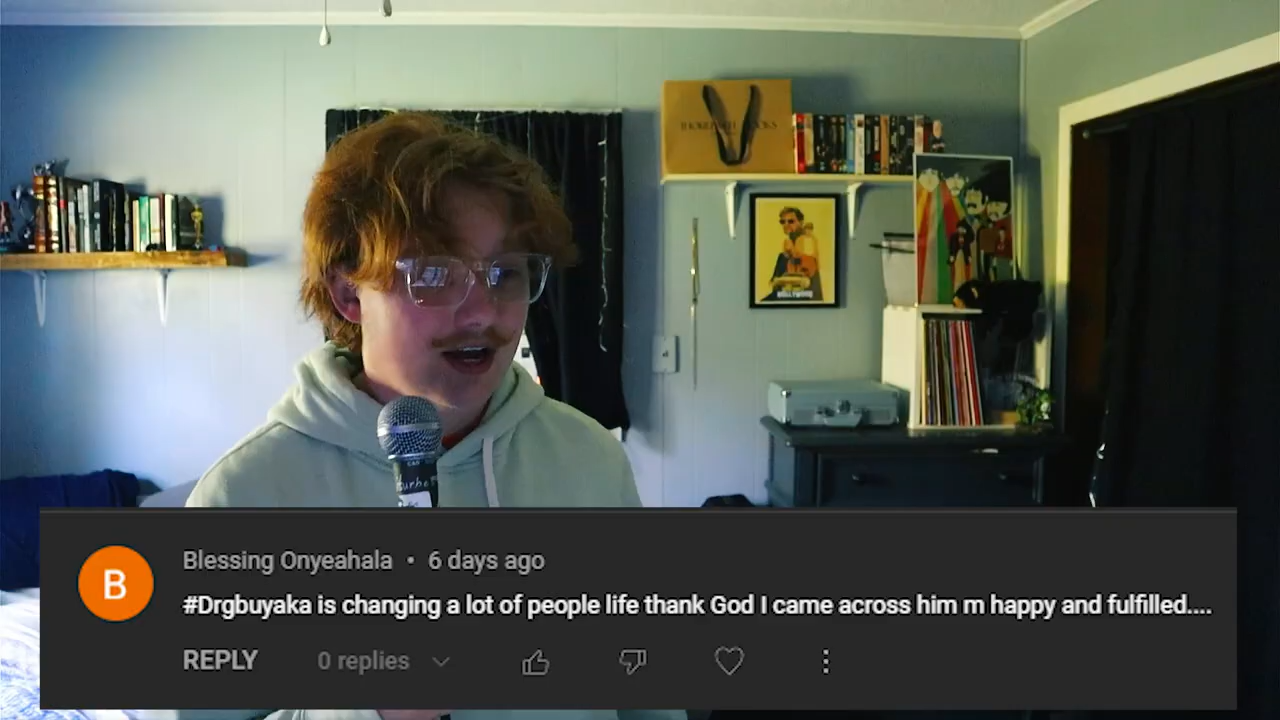 Blessing Onyeahala • 6 days ago
#Drgbuyaka is changing a lot of people life thank God I came across him m happy and fulfilled....
B
REPLY 0 replies